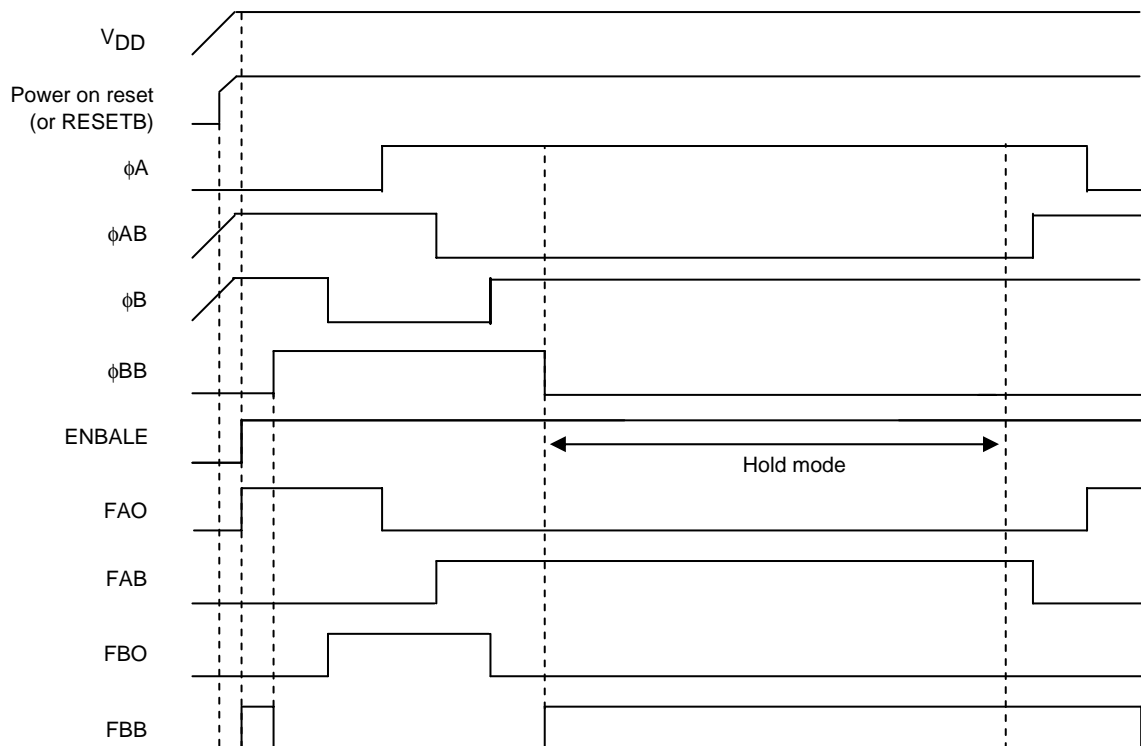 VDD
Power on reset
(or RESETB)
ϕA
ϕAB
ϕB
ϕBB
ENBALE
Hold mode
FAO
FAB
FBO
FBB